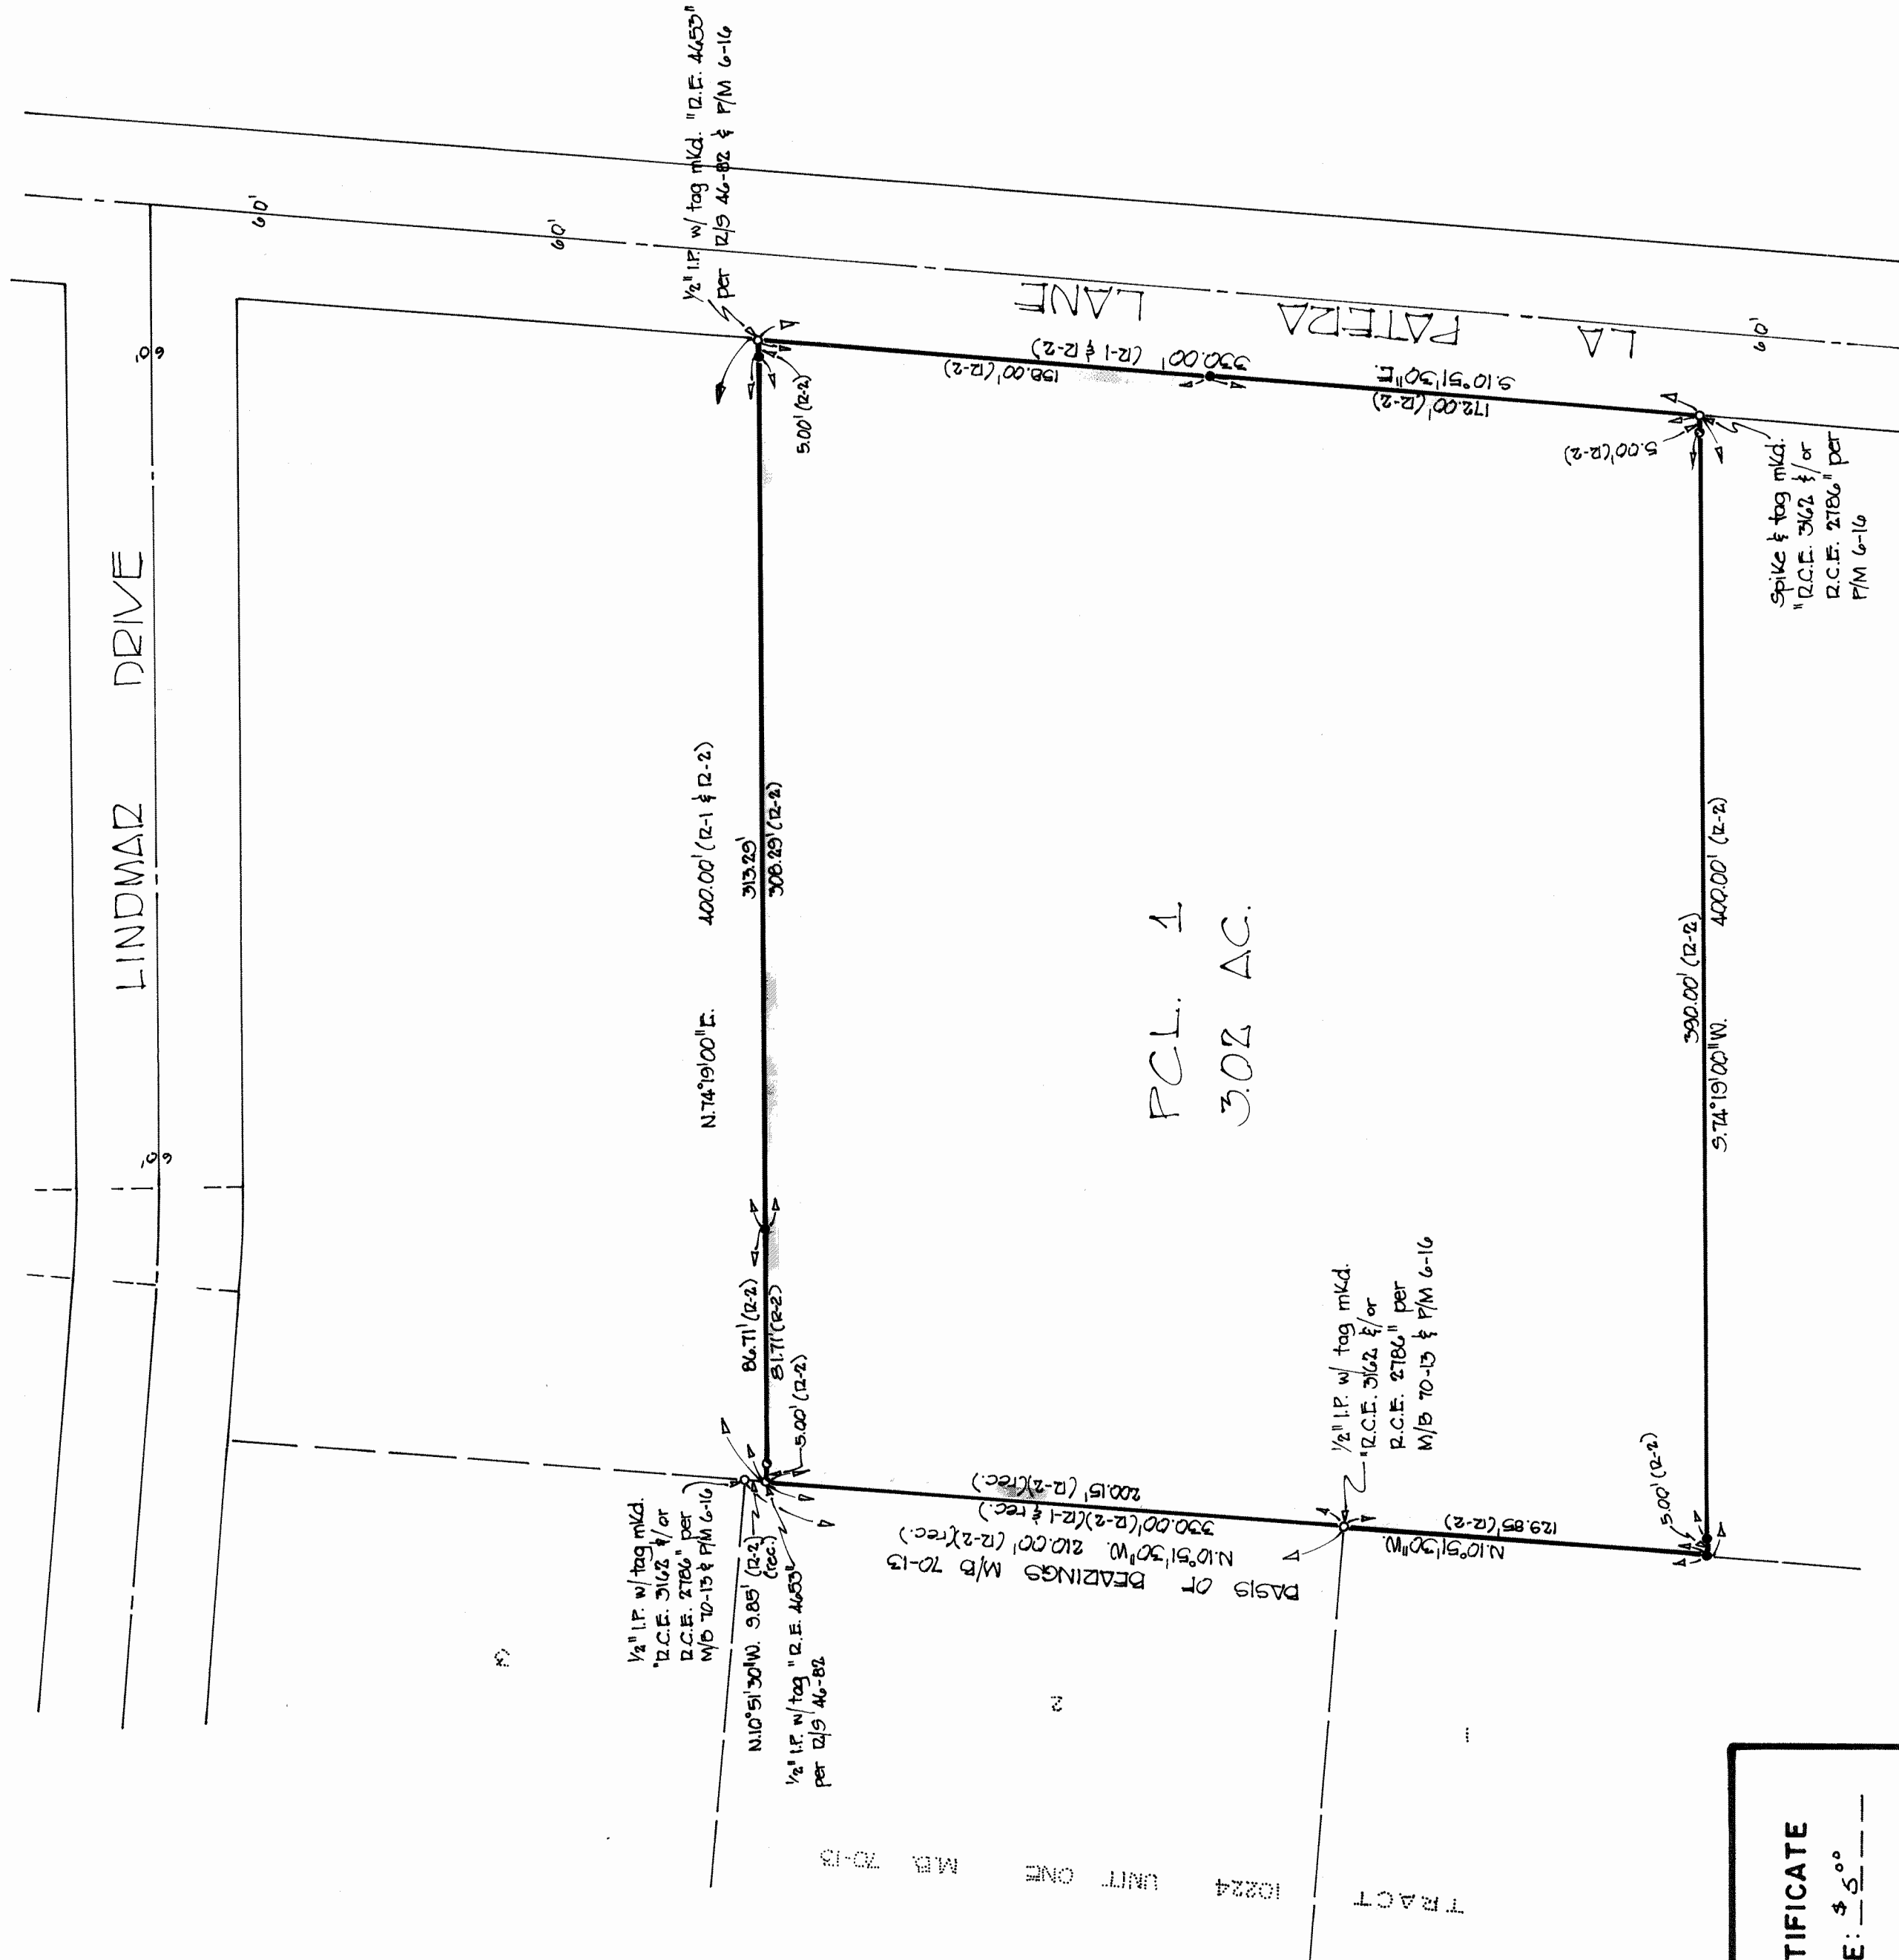 LINDMAR DRIVE
60'
60'
60'
60'
60'
LA PATERA LANE
1/2" I.P. w/ tag mkd. "R.E. 4653"
per R/S 46-82 & P/M 6-16
N.74°19'00"E. 400.00' (R-1 & R-2)
313.29'
308.29' (R-2)
86.71' (R-2)
81.71' (R-2)
5.00' (R-2)
5.00' (R-2)
158.00' (R-2)
330.00' (R-1 & R-2)
S.10°51'30"E.
172.00' (R-2)
5.00' (R-2)
Spike & tag mkd.
"R.C.E. 3162 &/or
R.C.E. 2786" per
P/M 6-16
PCL. 1
3.02 AC.
390.00' (R-2)
S.74°19'00"W. 400.00' (R-2)
1/2" I.P. w/ tag mkd.
"R.C.E. 3162 &/or
R.C.E. 2786" per
M/B 70-13 & P/M 6-16
N.10°51'30"W. 9.85' (R-2)
(rec.)
1/2" I.P. w/ tag "R.E. 4653"
per R/S 46-82
200.15' (R-2)(rec.)
330.00' (R-2)(R-1 & rec.)
N.10°51'30"W. 210.00' (R-2)(rec.)
BASIS OF BEARINGS M/B 70-13
1/2" I.P. w/ tag mkd.
"R.C.E. 3162 &/or
R.C.E. 2786" per
M/B 70-13 & P/M 6-16
129.85' (R-2)
N.10°51'30"W.
5.00' (R-2)
2
1
TRACT 10224 UNIT ONE M.B. 70-13
TIFICATE
E: $5.00